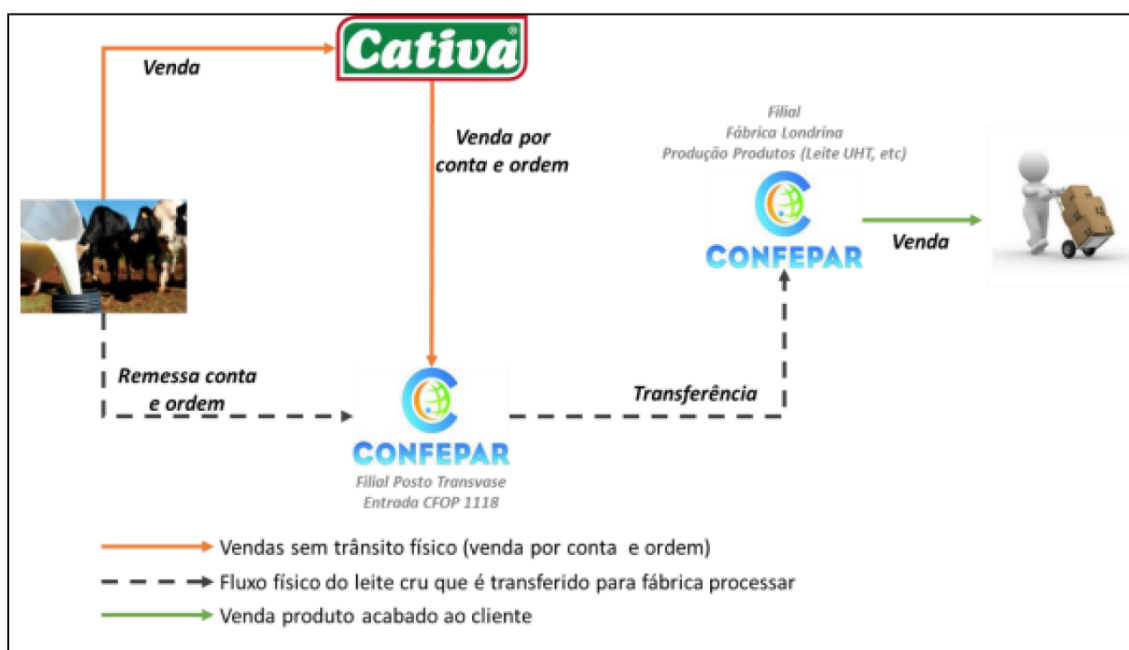 Cativa®
Venda
Venda por
conta e ordem
Filial
Fábrica Londrina
Produção Produtos (Leite UHT, etc)
CONFEPAR
Venda
Remessa conta
e ordem
Transferência
CONFEPAR
Filial Posto Transvase
Entrada CFOP 1118
Vendas sem trânsito físico (venda por conta e ordem)
Fluxo físico do leite cru que é transferido para fábrica processar
Venda produto acabado ao cliente